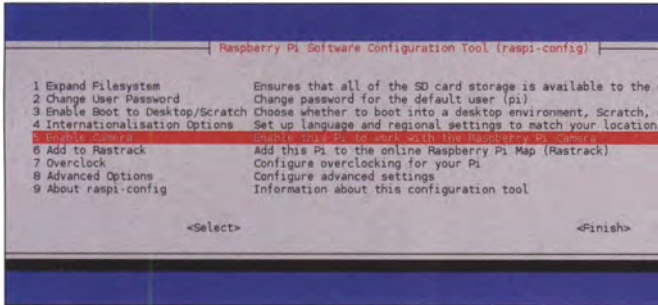 Raspberry Pi Software Configuration Tool (raspi-config)
1 Expand Filesystem Ensures that all of the SD card storage is available to the
2 Change User Password Change password for the default user (pi)
3 Enable Boot to Desktop/Scratch Choose whether to boot into a desktop environment, Scratch,
4 Internationalisation Options Set up language and regional settings to match your location
5 Enable Camera Enable this Pi to work with the Raspberry Pi Camera
6 Add to Rastrack Add this Pi to the online Raspberry Pi Map (Rastrack)
7 Overclock Configure overclocking for your Pi
8 Advanced Options Configure advanced settings
9 About raspi-config Information about this configuration tool
<Select> <Finish>